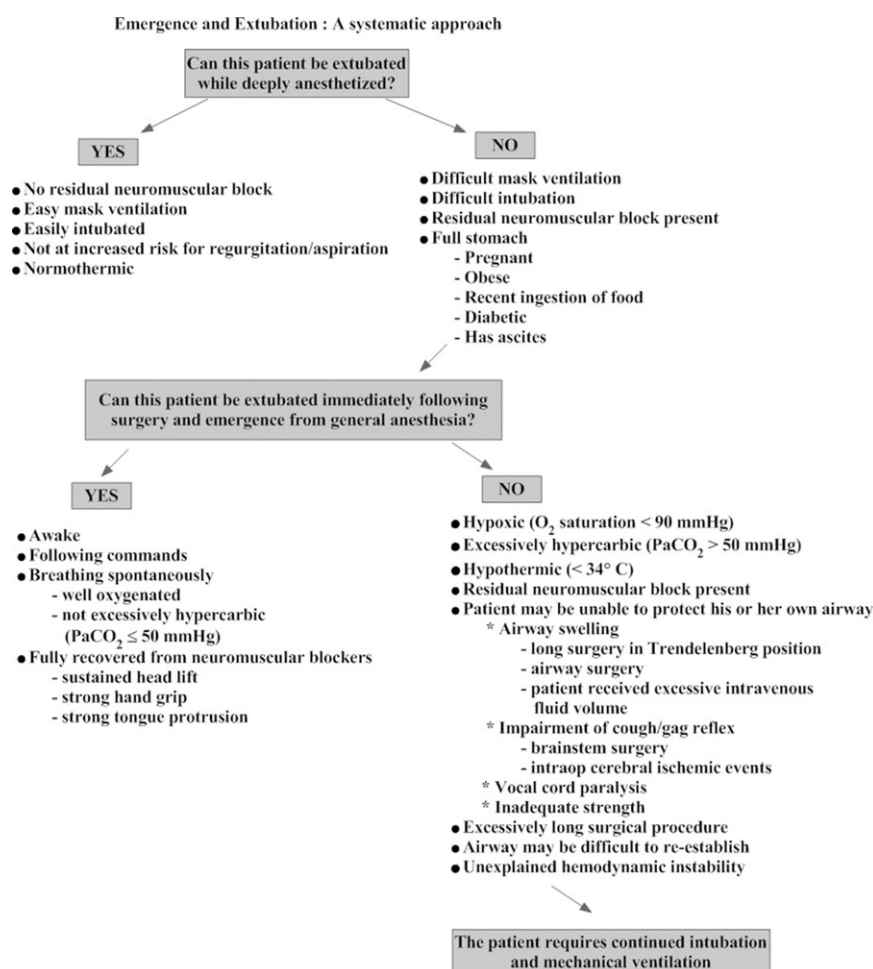 Emergence and Extubation : A systematic approach
Can this patient be extubated
while deeply anesthetized?
YES
● No residual neuromuscular block
● Easy mask ventilation
● Easily intubated
● Not at increased risk for regurgitation/aspiration
● Normothermic
NO
● Difficult mask ventilation
● Difficult intubation
● Residual neuromuscular block present
● Full stomach
- Pregnant
- Obese
- Recent ingestion of food
- Diabetic
- Has ascites
Can this patient be extubated immediately following
surgery and emergence from general anesthesia?
YES
● Awake
● Following commands
● Breathing spontaneously
- well oxygenated
- not excessively hypercarbic
(PaCO₂ ≤ 50 mmHg)
● Fully recovered from neuromuscular blockers
- sustained head lift
- strong hand grip
- strong tongue protrusion
NO
● Hypoxic (O₂ saturation < 90 mmHg)
● Excessively hypercarbic (PaCO₂ > 50 mmHg)
● Hypothermic (< 34° C)
● Residual neuromuscular block present
● Patient may be unable to protect his or her own airway
* Airway swelling
- long surgery in Trendelenberg position
- airway surgery
- patient received excessive intravenous
fluid volume
* Impairment of cough/gag reflex
- brainstem surgery
- intraop cerebral ischemic events
* Vocal cord paralysis
* Inadequate strength
● Excessively long surgical procedure
● Airway may be difficult to re-establish
● Unexplained hemodynamic instability
The patient requires continued intubation
and mechanical ventilation